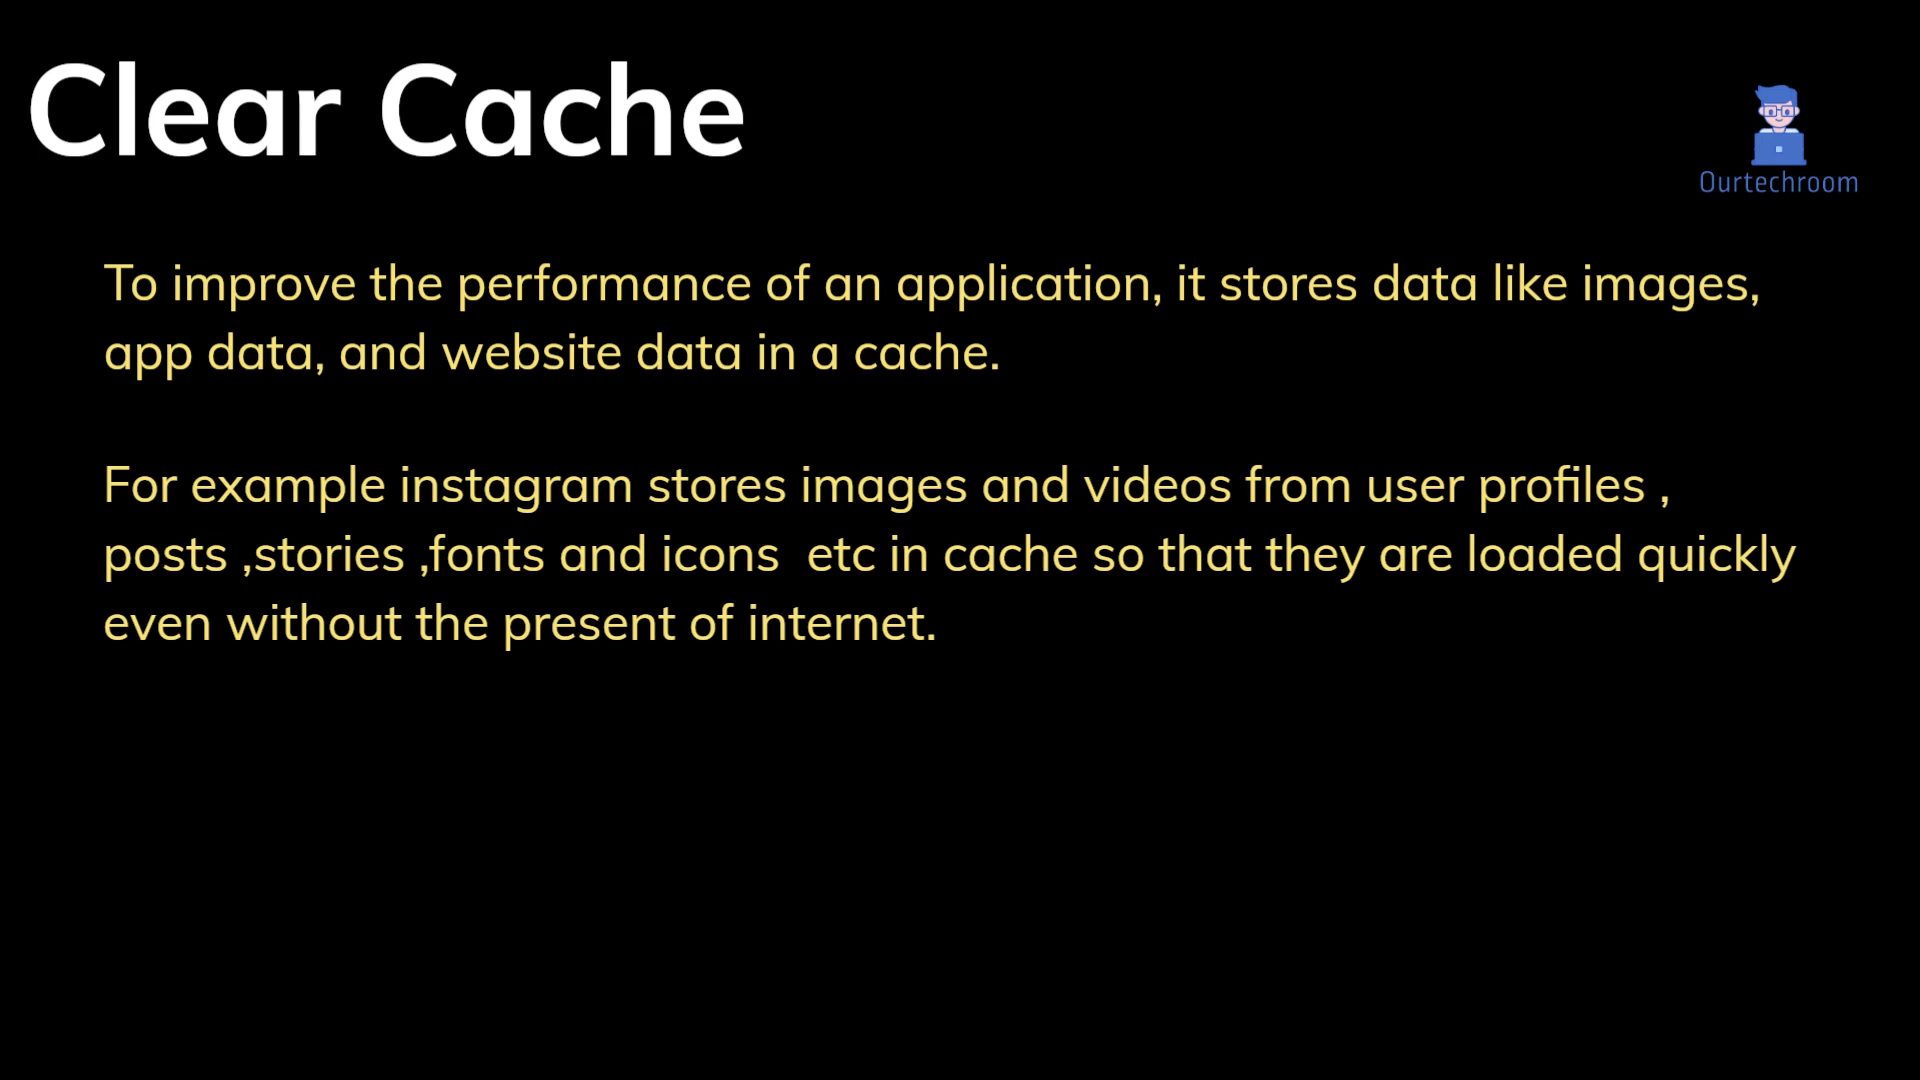 Clear Cache
Ourtechroom
To improve the performance of an application, it stores data like images,
app data, and website data in a cache.
For example instagram stores images and videos from user profiles ,
posts ,stories ,fonts and icons  etc in cache so that they are loaded quickly
even without the present of internet.